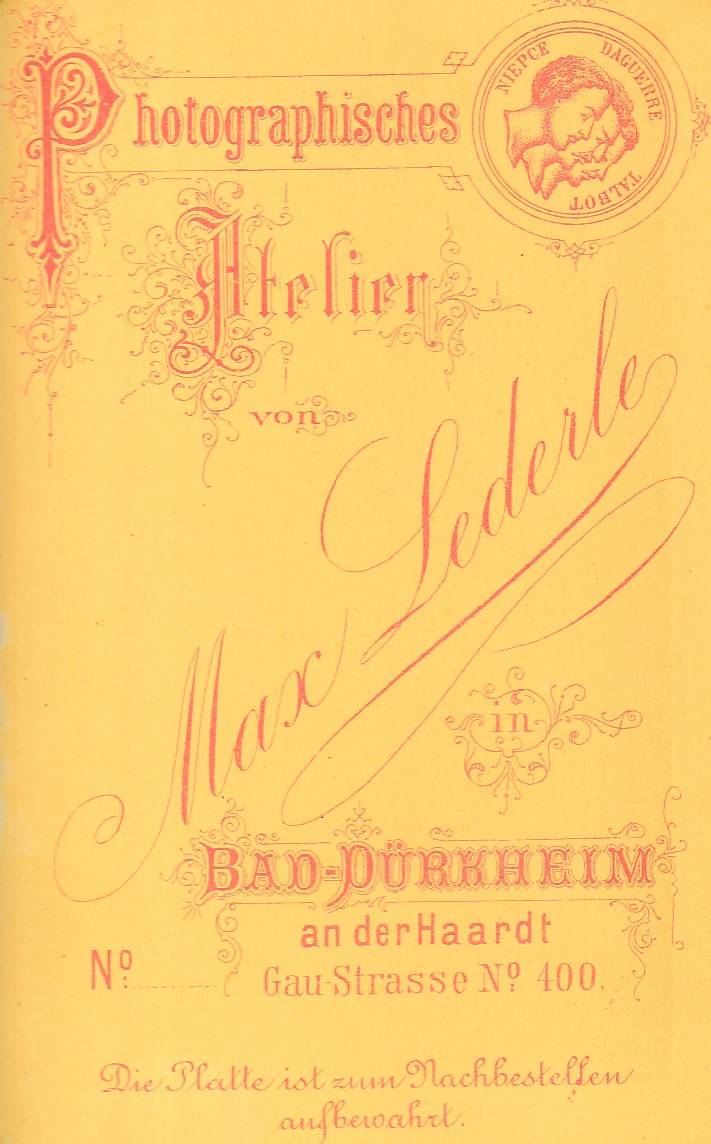 Photographisches
NIEPCE DAGUERRE TALBOT
Atelier
von
Max Lederle
in
BAD-DÜRKHEIM
an der Haardt
Nº
Gau-Strasse Nº 400.
Die Platte ist zum Nachbestellen
aufbewahrt.